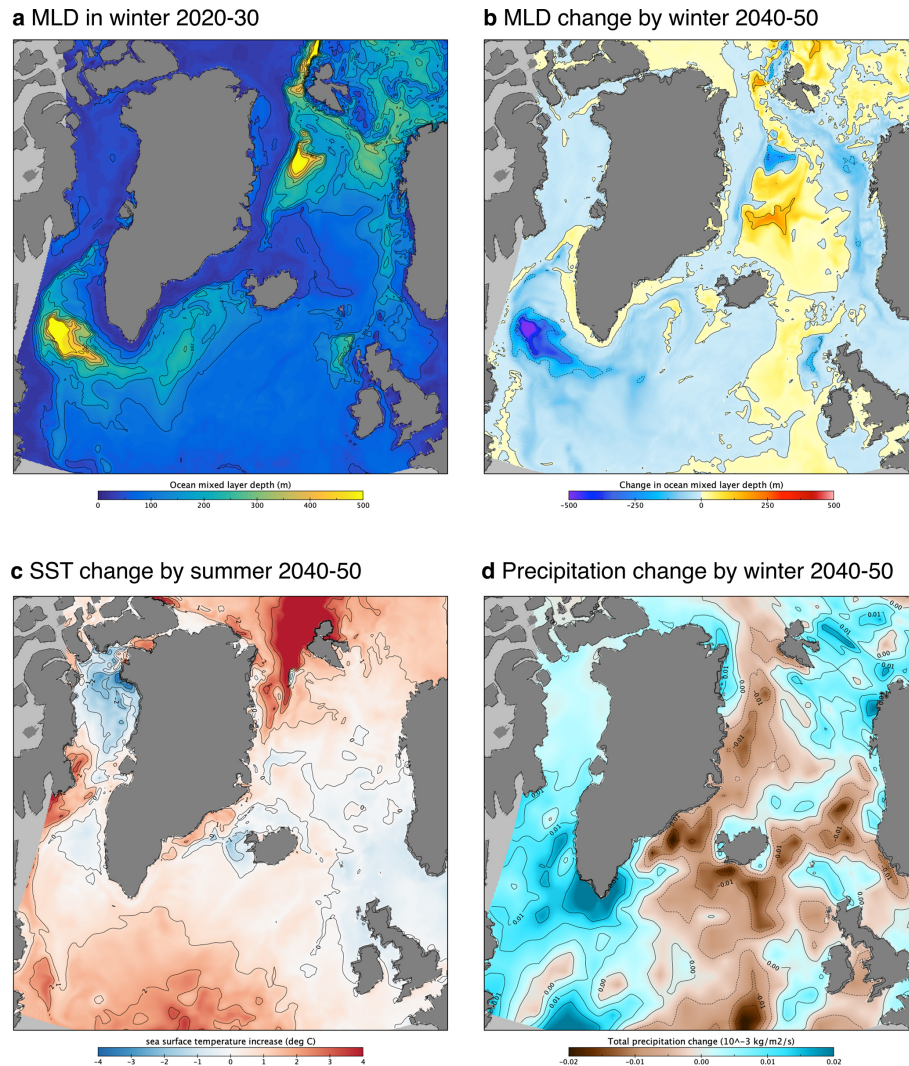 a MLD in winter 2020-30
b MLD change by winter 2040-50
Ocean mixed layer depth (m)
0 100 200 300 400 500
Change in ocean mixed layer depth (m)
-500 -250 0 250 500
c SST change by summer 2040-50
d Precipitation change by winter 2040-50
sea surface temperature increase (deg C)
-4 -3 -2 -1 0 1 2 3 4
Total precipitation change (10^-3 kg/m2/s)
-0.02 -0.01 0.00 0.01 0.02